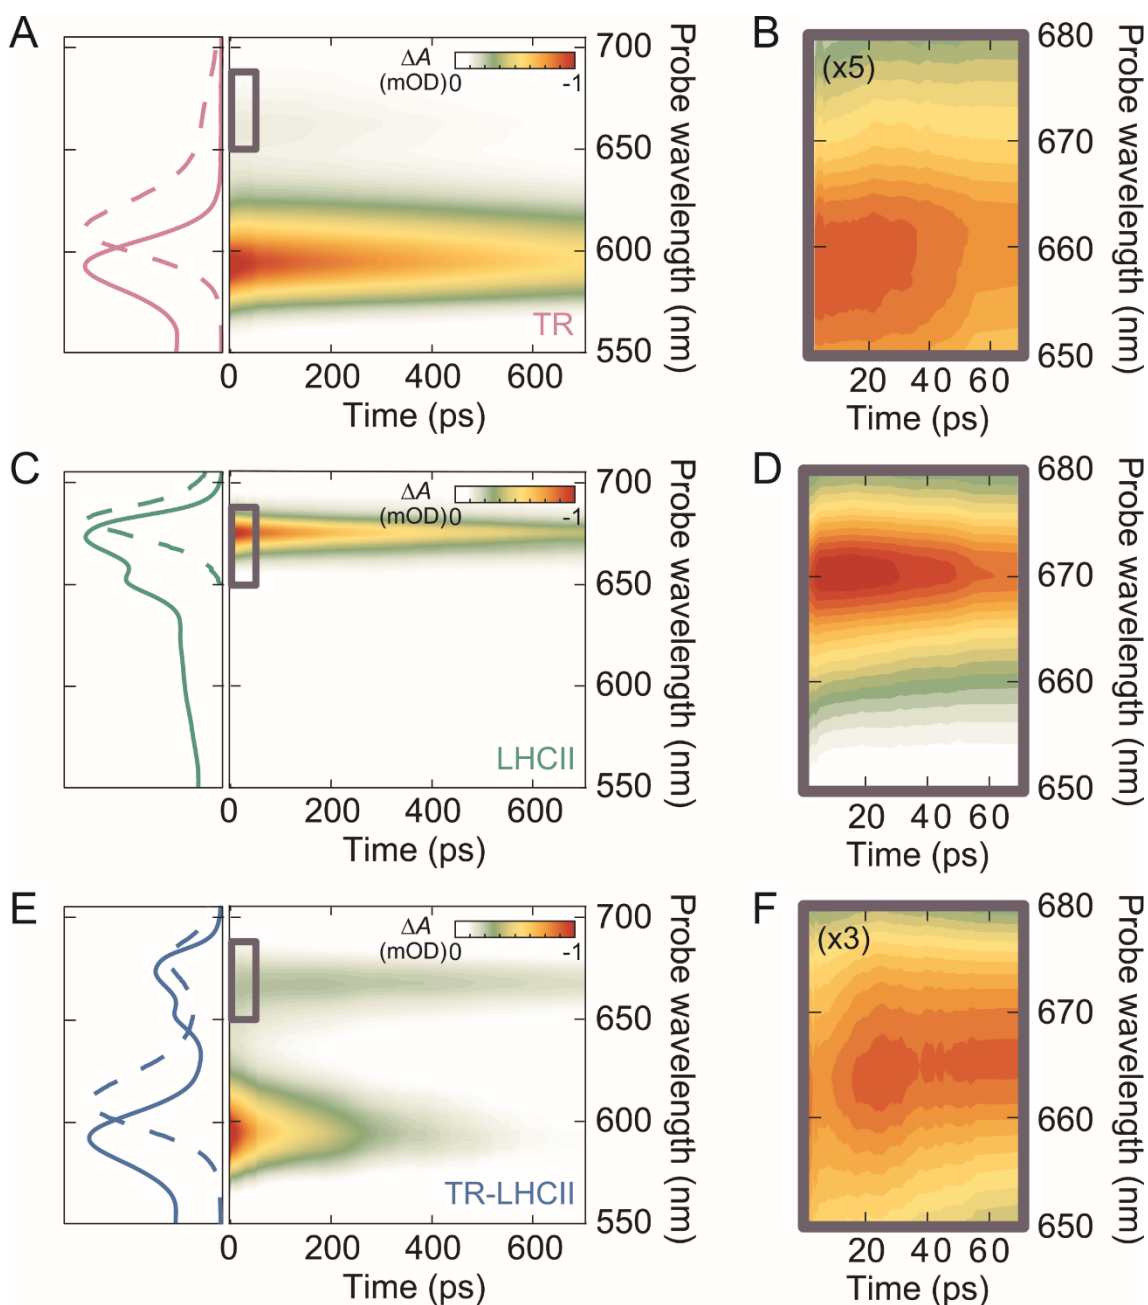 A
ΔA
(mOD) 0 -1
TR
700
650
600
550
0 200 400 600
Time (ps)
Probe wavelength (nm)
B
(x5)
680
670
660
650
20 40 60
Time (ps)
Probe wavelength (nm)
C
ΔA
(mOD) 0 -1
LHCII
700
650
600
550
0 200 400 600
Time (ps)
Probe wavelength (nm)
D
680
670
660
650
20 40 60
Time (ps)
Probe wavelength (nm)
E
ΔA
(mOD) 0 -1
TR-LHCII
700
650
600
550
0 200 400 600
Time (ps)
Probe wavelength (nm)
F
(x3)
680
670
660
650
20 40 60
Time (ps)
Probe wavelength (nm)